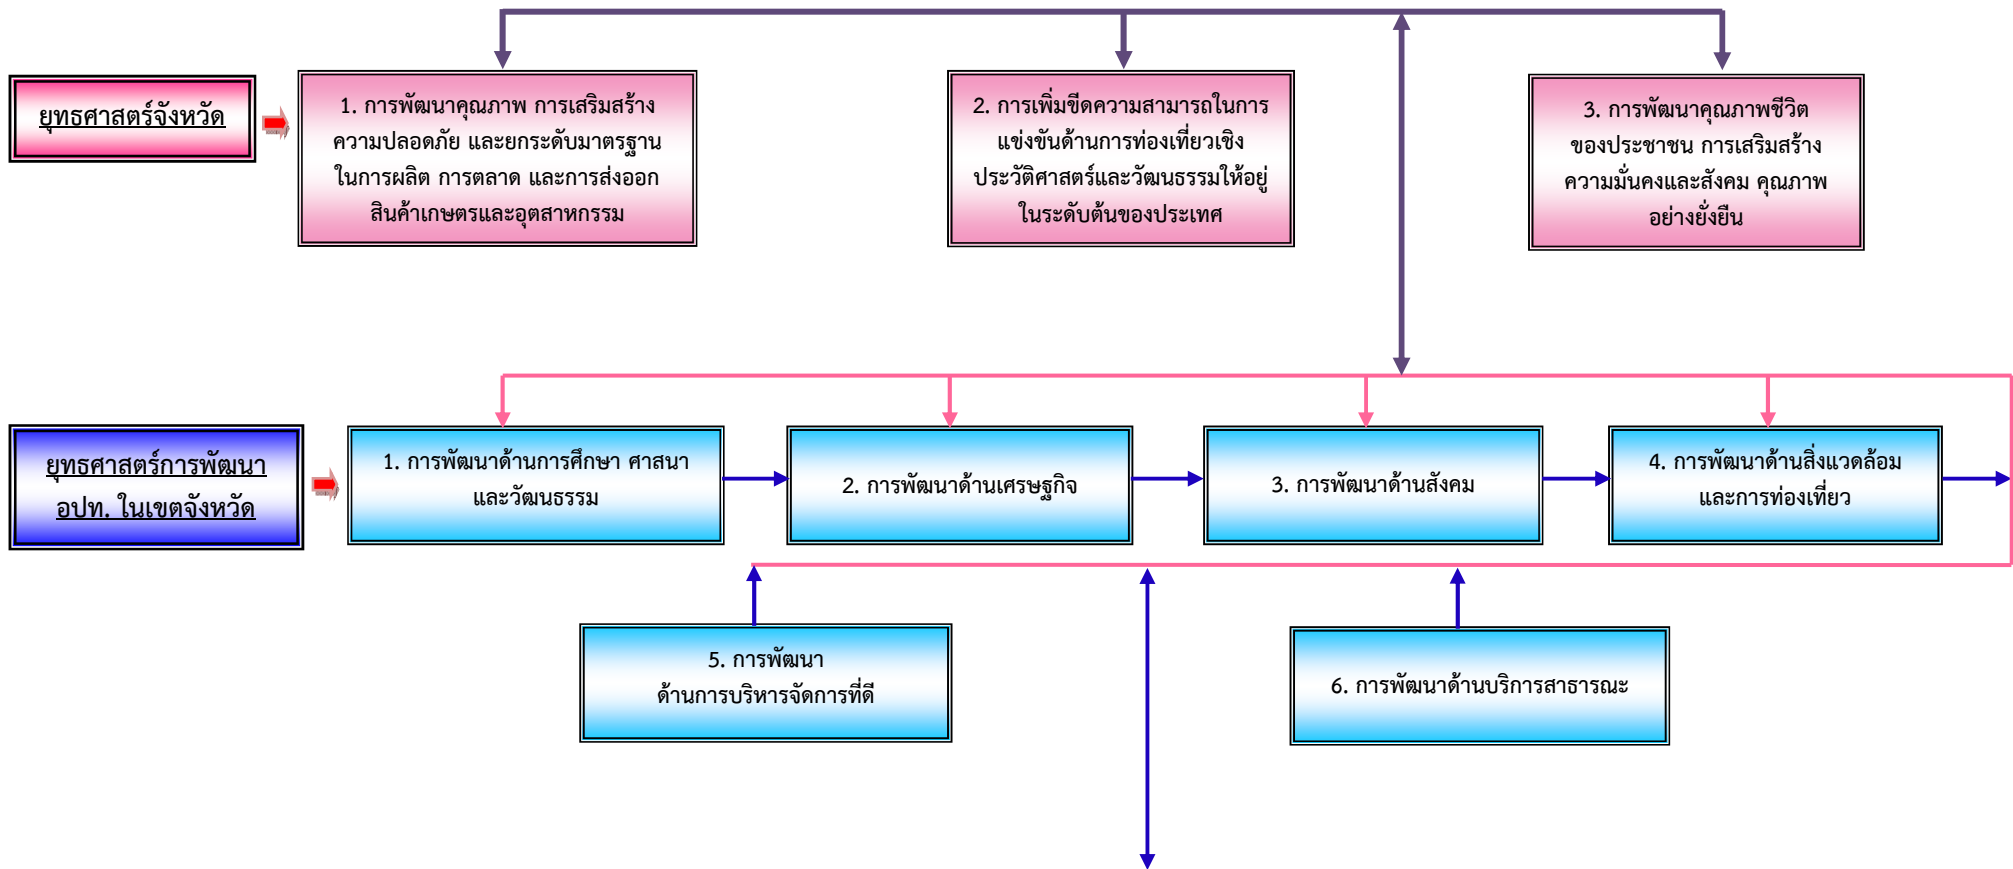 ยุทธศาสตร์จังหวัด
1. การพัฒนาคุณภาพ การเสริมสร้าง
ความปลอดภัย และยกระดับมาตรฐาน
ในการผลิต การตลาด และการส่งออก
สินค้าเกษตรและอุตสาหกรรม
2. การเพิ่มขีดความสามารถในการ
แข่งขันด้านการท่องเที่ยวเชิง
ประวัติศาสตร์และวัฒนธรรมให้อยู่
ในระดับต้นของประเทศ
3. การพัฒนาคุณภาพชีวิต
ของประชาชน การเสริมสร้าง
ความมั่นคงและสังคม คุณภาพ
อย่างยั่งยืน
ยุทธศาสตร์การพัฒนา
อปท. ในเขตจังหวัด
1. การพัฒนาด้านการศึกษา ศาสนา
และวัฒนธรรม
2. การพัฒนาด้านเศรษฐกิจ
3. การพัฒนาด้านสังคม
4. การพัฒนาด้านสิ่งแวดล้อม
และการท่องเที่ยว
5. การพัฒนา
ด้านการบริหารจัดการที่ดี
6. การพัฒนาด้านบริการสาธารณะ